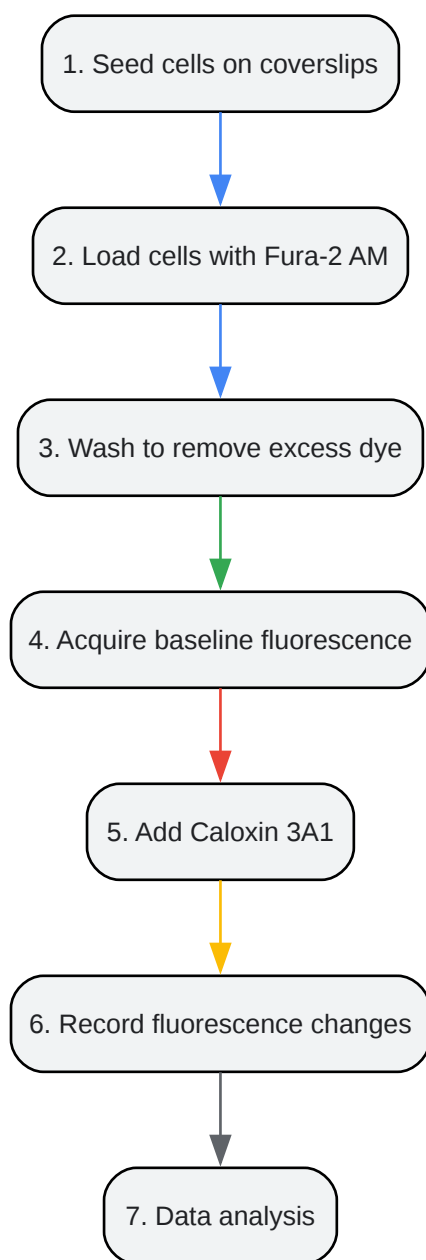 1. Seed cells on coverslips
2. Load cells with Fura-2 AM
3. Wash to remove excess dye
4. Acquire baseline fluorescence
5. Add Caloxin 3A1
6. Record fluorescence changes
7. Data analysis